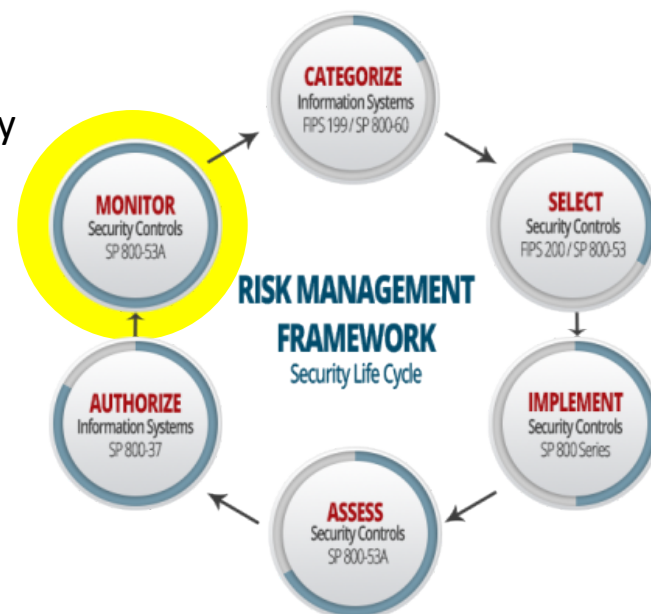 y
CATEGORIZE
Information Systems
FIPS 199 / SP 800-60
MONITOR
Security Controls
SP 800-53A
SELECT
Security Controls
FIPS 200 / SP 800-53
RISK MANAGEMENT
FRAMEWORK
Security Life Cycle
AUTHORIZE
Information Systems
SP 800-37
IMPLEMENT
Security Controls
SP 800 Series
ASSESS
Security Controls
SP 800-53A